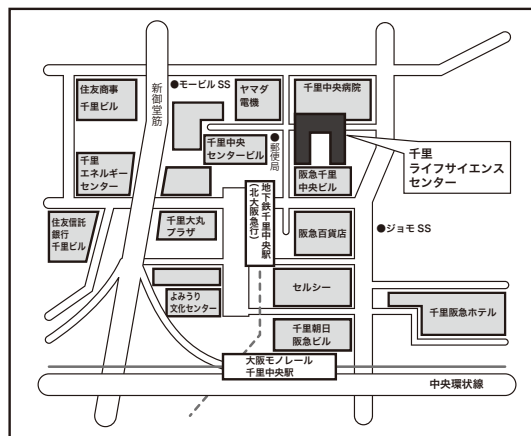 住友商事
千里ビル
新御堂筋
●モービルSS
ヤマダ
電機
千里中央病院
千里
エネルギー
センター
千里中央
センタービル
●郵便局
阪急千里
中央ビル
千里
ライフサイエンス
センター
住友信託
銀行
千里ビル
千里大丸
プラザ
地下鉄千里中央駅
(北大阪急行)
阪急百貨店
●ジョモSS
よみうり
文化センター
セルシー
千里阪急ホテル
千里朝日
阪急ビル
大阪モノレール
千里中央駅
中央環状線